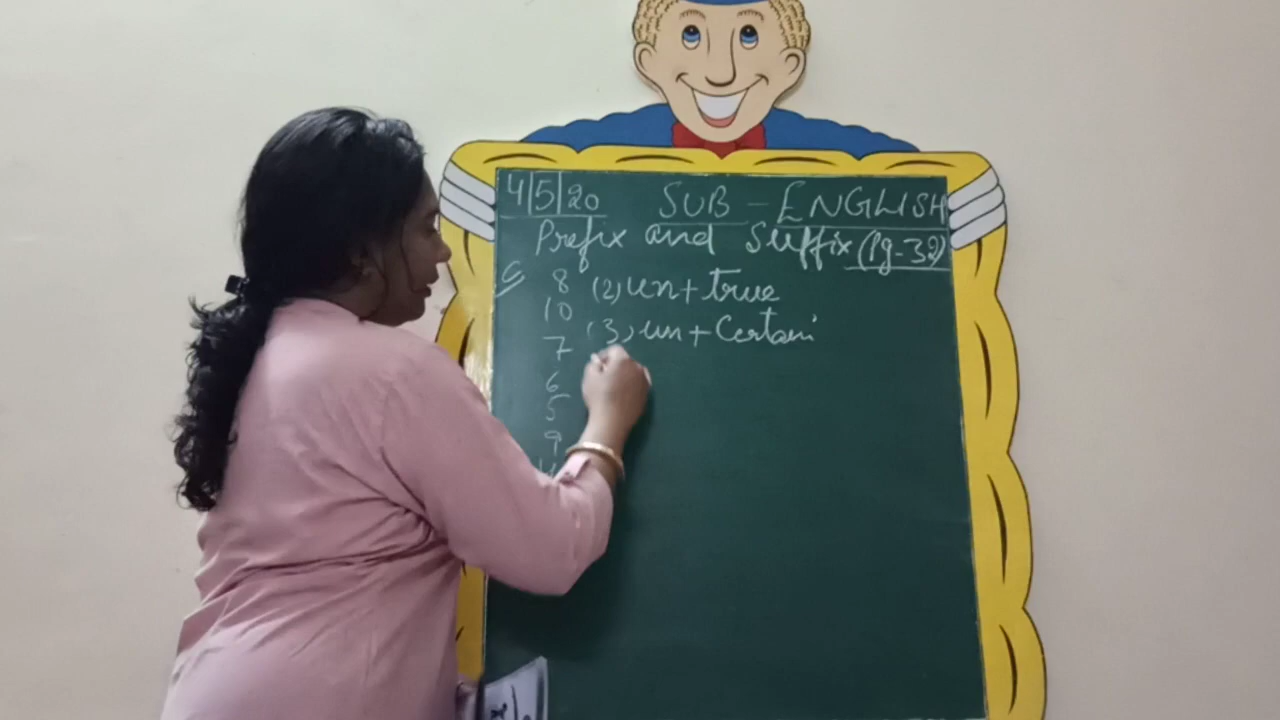 4|5|20 SUB - ENGLISH
Prefix and Suffix (Pg-32)
8 (2) un + true
10 (3) un + Certain
7
6
5
9